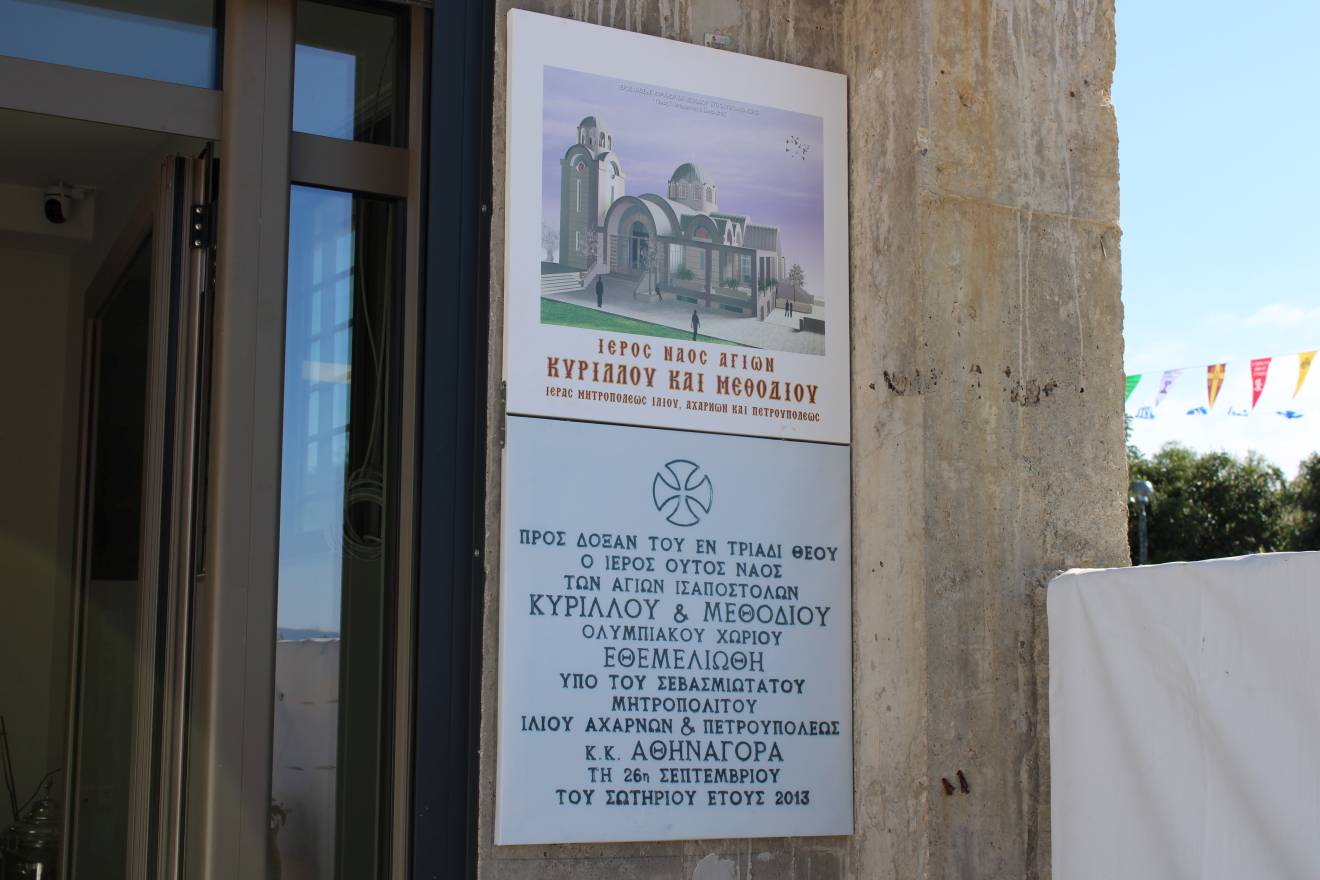 ΙΕΡΟΣ ΝΑΟΣ ΑΓΙΩΝ
ΚΥΡΙΛΛΟΥ ΚΑΙ ΜΕΘΟΔΙΟΥ
ΙΕΡΑΣ ΜΗΤΡΟΠΟΛΕΩΣ ΙΛΙΟΥ, ΑΧΑΡΝΩΝ ΚΑΙ ΠΕΤΡΟΥΠΟΛΕΩΣ
ΠΡΟΣ ΔΟΞΑΝ ΤΟΥ ΕΝ ΤΡΙΑΔΙ ΘΕΟΥ
Ο ΙΕΡΟΣ ΟΥΤΟΣ ΝΑΟΣ
ΤΩΝ ΑΓΙΩΝ ΙΣΑΠΟΣΤΟΛΩΝ
ΚΥΡΙΛΛΟΥ & ΜΕΘΟΔΙΟΥ
ΟΛΥΜΠΙΑΚΟΥ ΧΩΡΙΟΥ
ΕΘΕΜΕΛΙΩΘΗ
ΥΠΟ ΤΟΥ ΣΕΒΑΣΜΙΩΤΑΤΟΥ
ΜΗΤΡΟΠΟΛΙΤΟΥ
ΙΛΙΟΥ ΑΧΑΡΝΩΝ & ΠΕΤΡΟΥΠΟΛΕΩΣ
Κ.Κ. ΑΘΗΝΑΓΟΡΑ
ΤΗ 26η ΣΕΠΤΕΜΒΡΙΟΥ
ΤΟΥ ΣΩΤΗΡΙΟΥ ΕΤΟΥΣ 2013